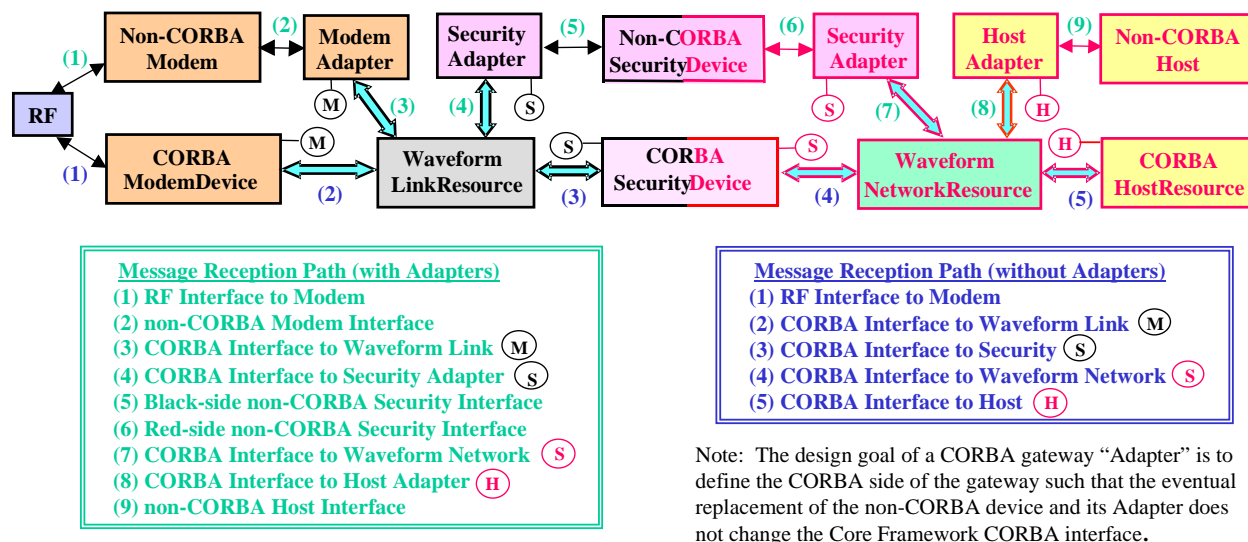 (1)
Non-CORBA
Modem
(2)
Modem
Adapter
M
(3)
Security
Adapter
S
(4)
(5)
Non-CORBA
Security Device
(6)
Security
Adapter
S
(7)
Host
Adapter
H
(8)
(9)
Non-CORBA
Host
RF
(1)
CORBA
ModemDevice
M
(2)
Waveform
LinkResource
S
(3)
CORBA
Security Device
S
(4)
Waveform
NetworkResource
H
(5)
CORBA
HostResource
Message Reception Path (with Adapters)
(1) RF Interface to Modem
(2) non-CORBA Modem Interface
(3) CORBA Interface to Waveform Link M
(4) CORBA Interface to Security Adapter S
(5) Black-side non-CORBA Security Interface
(6) Red-side non-CORBA Security Interface
(7) CORBA Interface to Waveform Network S
(8) CORBA Interface to Host Adapter H
(9) non-CORBA Host Interface
Message Reception Path (without Adapters)
(1) RF Interface to Modem
(2) CORBA Interface to Waveform Link M
(3) CORBA Interface to Security S
(4) CORBA Interface to Waveform Network S
(5) CORBA Interface to Host H
Note: The design goal of a CORBA gateway “Adapter” is to
define the CORBA side of the gateway such that the eventual
replacement of the non-CORBA device and its Adapter does
not change the Core Framework CORBA interface.